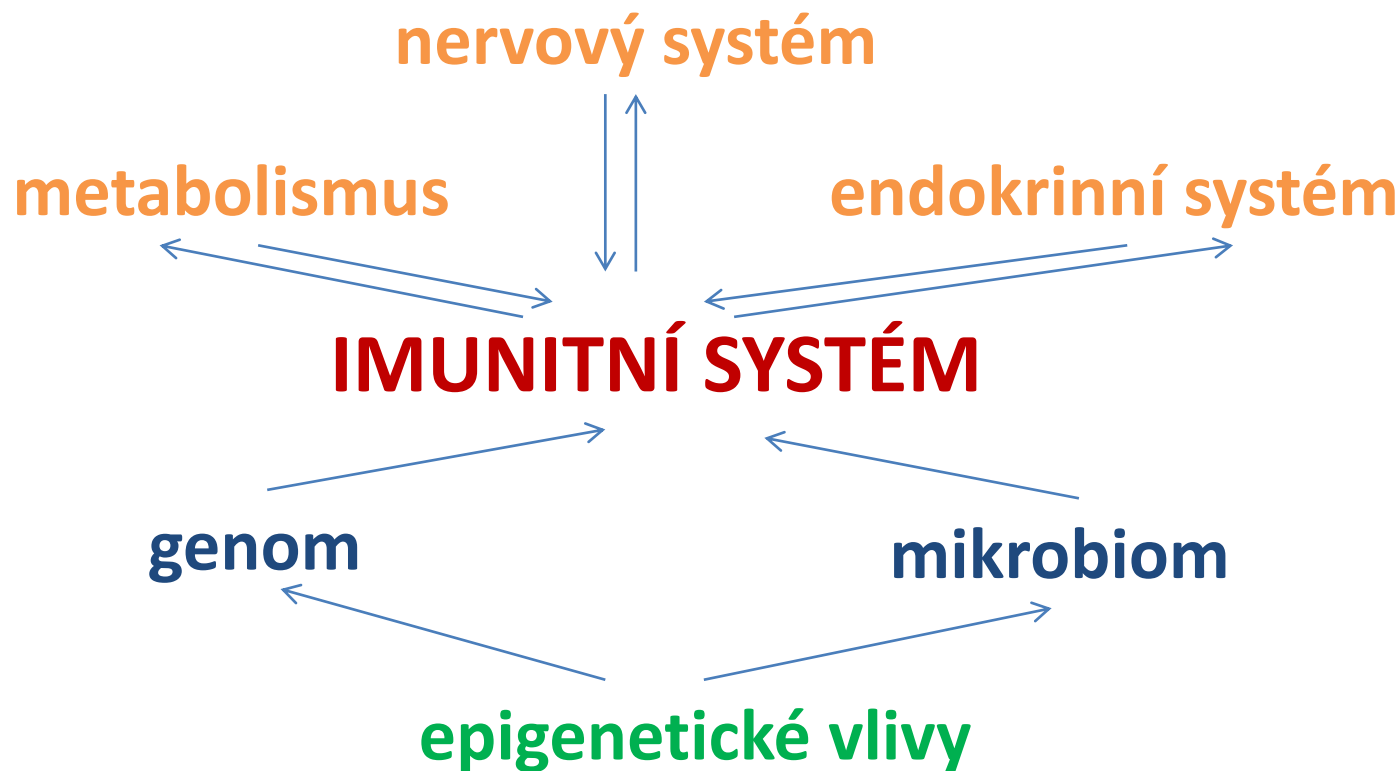 nervový systém
metabolismus
endokrinní systém
IMUNITNÍ SYSTÉM
genom
mikrobiom
epigenetické vlivy